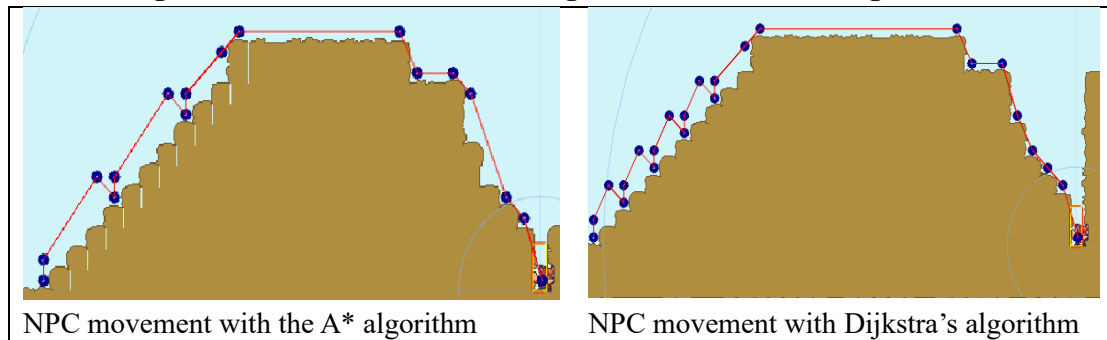 NPC movement with the A* algorithm
NPC movement with Dijkstra’s algorithm